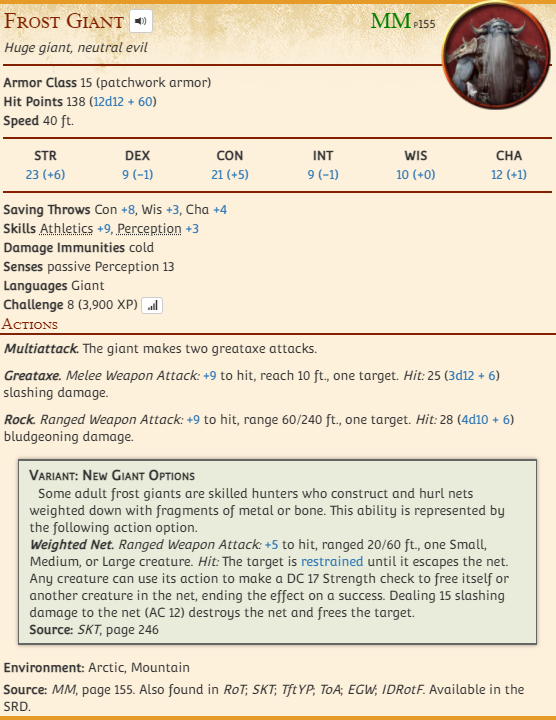 Frost Giant MM P155
Huge giant, neutral evil
Armor Class 15 (patchwork armor)
Hit Points 138 (12d12 + 60)
Speed 40 ft.
STR DEX CON INT WIS CHA
23 (+6) 9 (−1) 21 (+5) 9 (−1) 10 (+0) 12 (+1)
Saving Throws Con +8, Wis +3, Cha +4
Skills Athletics +9, Perception +3
Damage Immunities cold
Senses passive Perception 13
Languages Giant
Challenge 8 (3,900 XP)
Actions
Multiattack. The giant makes two greataxe attacks.
Greataxe. Melee Weapon Attack: +9 to hit, reach 10 ft., one target. Hit: 25 (3d12 + 6)
slashing damage.
Rock. Ranged Weapon Attack: +9 to hit, range 60/240 ft., one target. Hit: 28 (4d10 + 6)
bludgeoning damage.
Variant: New Giant Options
Some adult frost giants are skilled hunters who construct and hurl nets
weighted down with fragments of metal or bone. This ability is represented by
the following action option.
Weighted Net. Ranged Weapon Attack: +5 to hit, ranged 20/60 ft., one Small,
Medium, or Large creature. Hit: The target is restrained until it escapes the net.
Any creature can use its action to make a DC 17 Strength check to free itself or
another creature in the net, ending the effect on a success. Dealing 15 slashing
damage to the net (AC 12) destroys the net and frees the target.
Source: SKT, page 246
Environment: Arctic, Mountain
Source: MM, page 155. Also found in RoT; SKT; TftYP; ToA; EGW; IDRotF. Available in the
SRD.